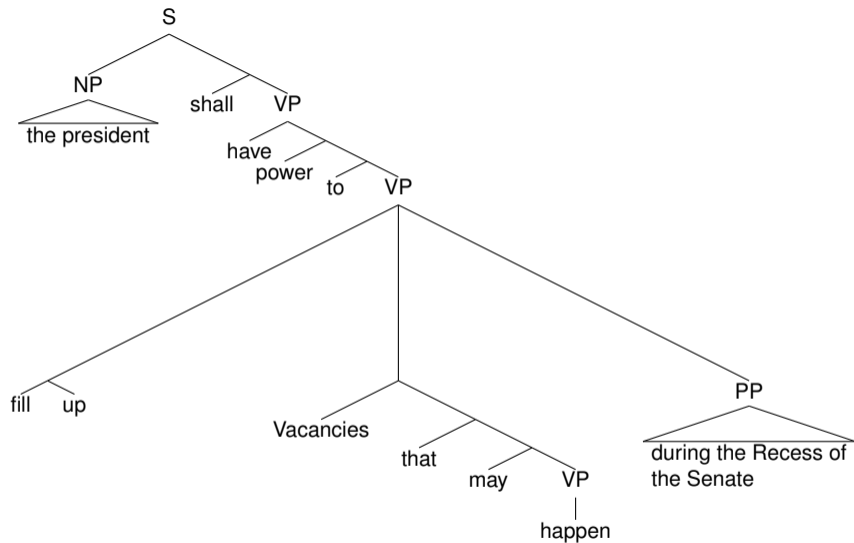 S
NP
shall VP
the president
have
power
to VP
fill up
PP
Vacancies
that
may VP
during the Recess of
the Senate
happen